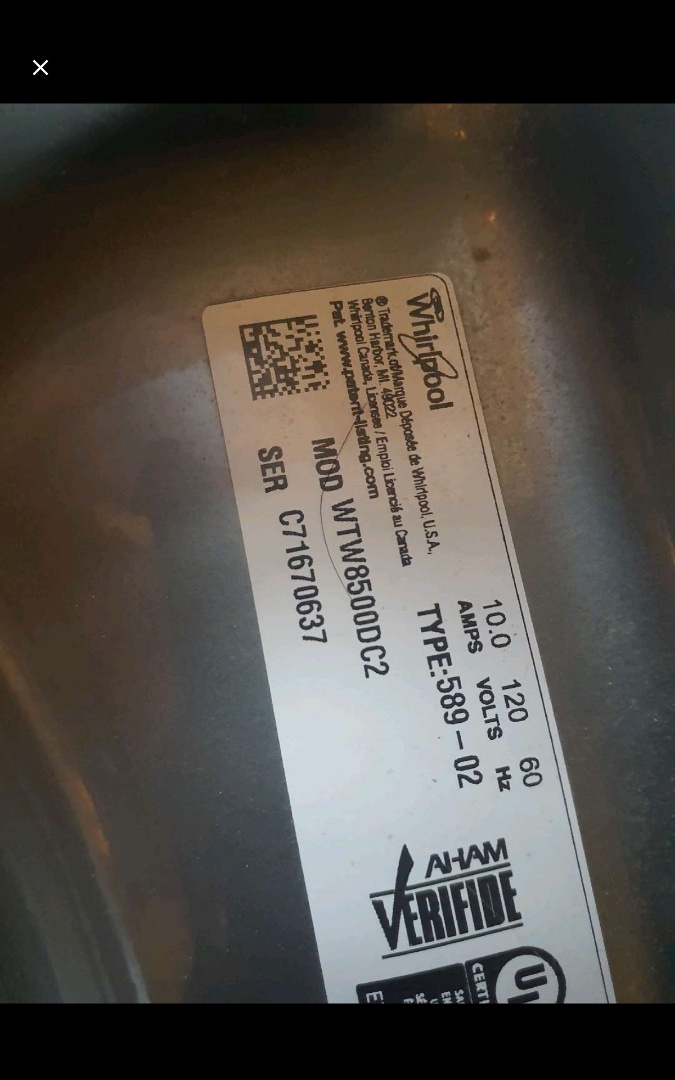 Whirlpool
® Trademark of/Marque Déposée de Whirlpool, U.S.A.,
Benton Harbor, MI. 49022
Whirlpool Canada, Licensee / Emploi Licencié au Canada
Pat. www.patent-listing.com
10.0 120 60
AMPS VOLTS Hz
TYPE:589-02
MOD WTW8500DC2
SER C71670637
AHAM
VERIFIDE
CERTI